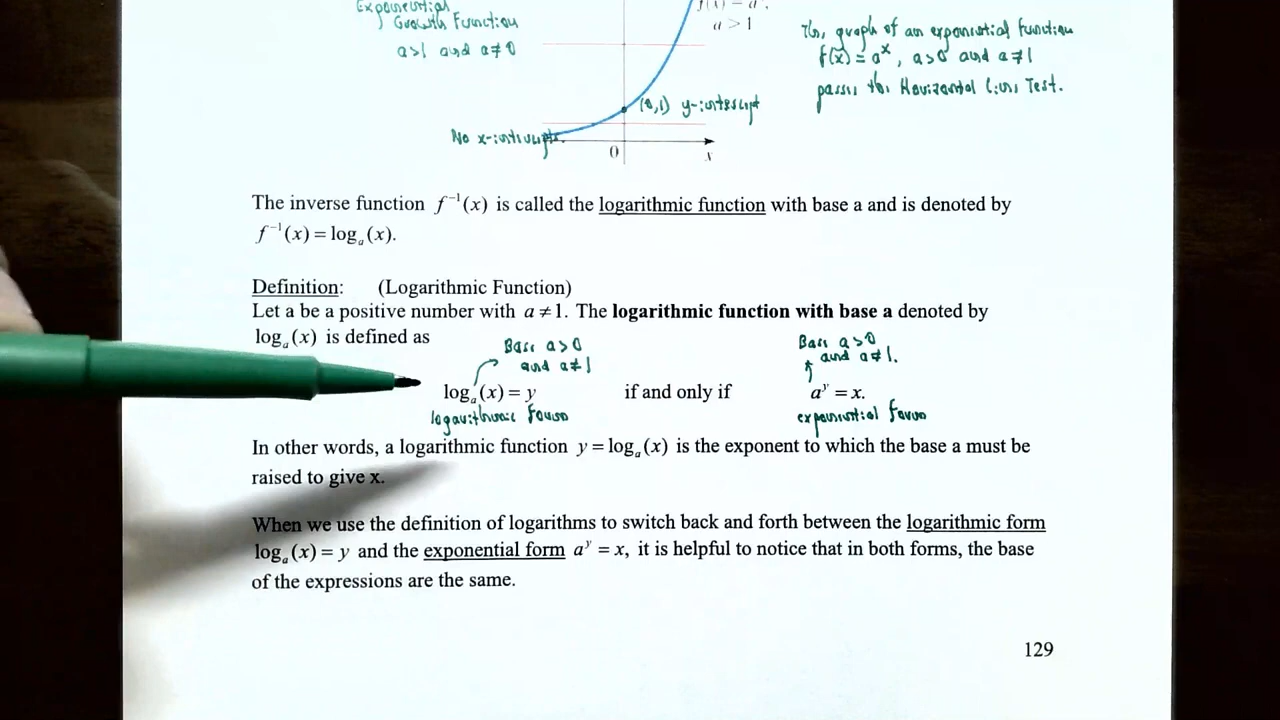 Exponential
Growth Function
a>1 and a≠0
f(x) = aˣ,
a > 1
The graph of an exponential function
f(x) = aˣ, a>0 and a≠1
passes the Horizontal Line Test.
(0,1) y-intercept
No x-intercept.
0
x
The inverse function f⁻¹(x) is called the logarithmic function with base a and is denoted by
f⁻¹(x) = logₐ(x).
Definition: (Logarithmic Function)
Let a be a positive number with a ≠ 1. The logarithmic function with base a denoted by
logₐ(x) is defined as
Base a>0
and a≠1
Base a>0
and a≠1.
logₐ(x) = y if and only if aʸ = x.
logarithmic form exponential form
In other words, a logarithmic function y = logₐ(x) is the exponent to which the base a must be
raised to give x.
When we use the definition of logarithms to switch back and forth between the logarithmic form
logₐ(x) = y and the exponential form aʸ = x, it is helpful to notice that in both forms, the base
of the expressions are the same.
129